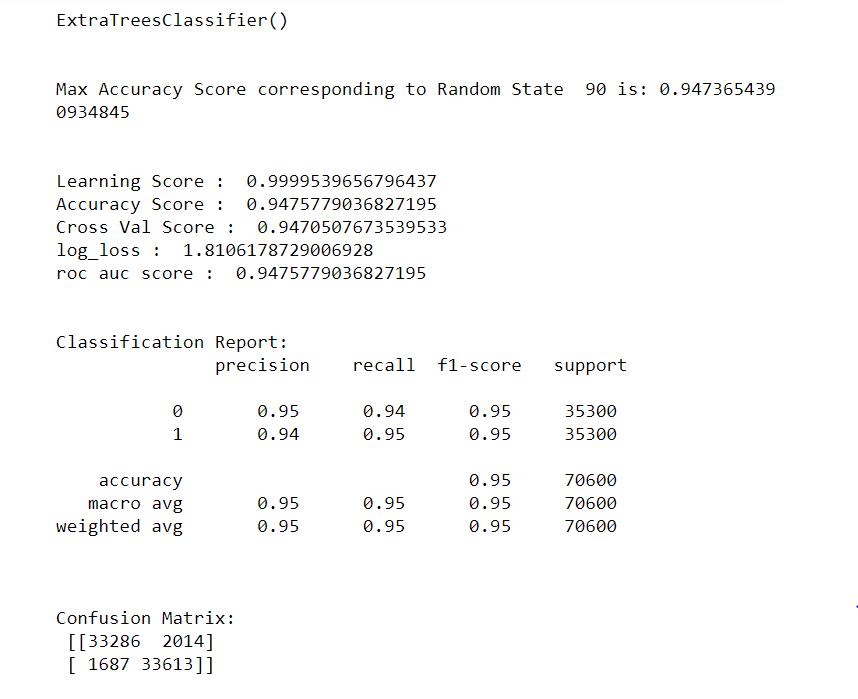 ExtraTreesClassifier()
Max Accuracy Score corresponding to Random State  90 is: 0.947365439
0934845
Learning Score :  0.9999539656796437
Accuracy Score :  0.9475779036827195
Cross Val Score :  0.9470507673539533
log_loss :  1.8106178729006928
roc auc score :  0.9475779036827195
Classification Report:
               precision    recall  f1-score   support
           0       0.95      0.94      0.95     35300
           1       0.94      0.95      0.95     35300
    accuracy                           0.95     70600
   macro avg       0.95      0.95      0.95     70600
weighted avg       0.95      0.95      0.95     70600
Confusion Matrix:
 [[33286  2014]
 [ 1687 33613]]